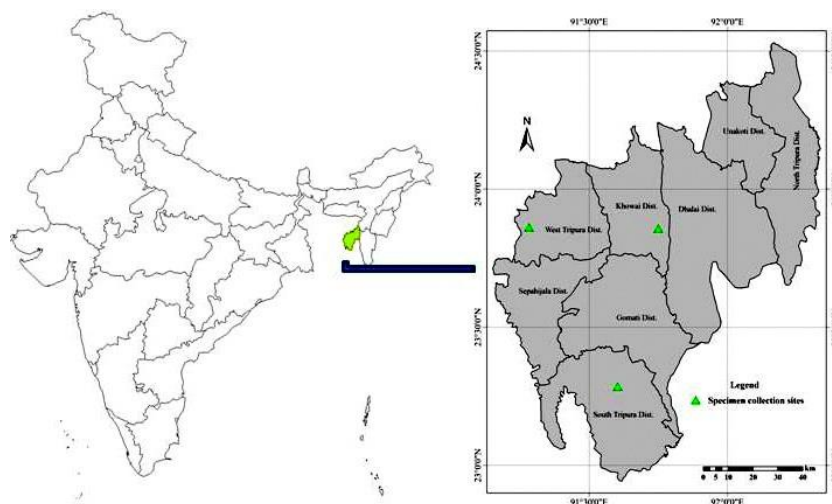 91°30'0"E 92°0'0"E
24°30'0"N
N
Unakoti Dist.
North Tripura Dist.
24°0'0"N
Khowai Dist.
Dhalai Dist.
West Tripura Dist.
Sepahijala Dist.
Gomati Dist.
23°30'0"N
Legend
Specimen collection sites
South Tripura Dist.
23°0'0"N
0 5 10 20 30 40 km
91°30'0"E 92°0'0"E